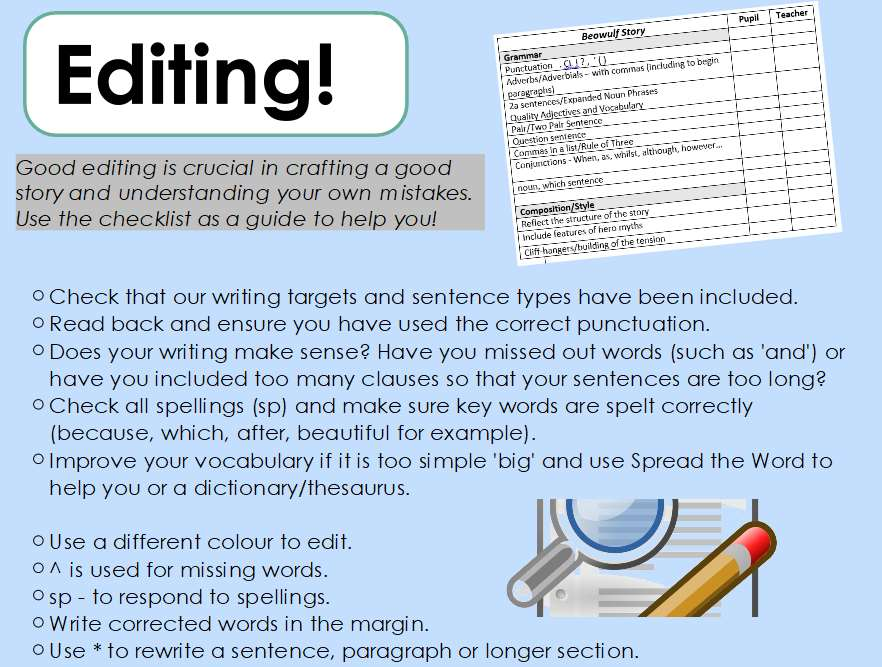 Editing!
Good editing is crucial in crafting a good
story and understanding your own mistakes.
Use the checklist as a guide to help you!
Beowulf Story
Pupil
Teacher
Grammar
Punctuation
Adverbs/Adverbials – with commas (including to begin
paragraphs)
2a sentences/Expanded Noun Phrases
Quality Adjectives and Vocabulary
Pair/Two Pair Sentence
Question sentence
Commas in a list/Rule of Three
Conjunctions - When, as, whilst, although, however...
noun, which sentence
Composition/Style
Reflect the structure of the story
Include features of hero myths
Cliff-hangers/building of the tension
Check that our writing targets and sentence types have been included.
Read back and ensure you have used the correct punctuation.
Does your writing make sense? Have you missed out words (such as 'and') or
have you included too many clauses so that your sentences are too long?
Check all spellings (sp) and make sure key words are spelt correctly
(because, which, after, beautiful for example).
Improve your vocabulary if it is too simple 'big' and use Spread the Word to
help you or a dictionary/thesaurus.
Use a different colour to edit.
^ is used for missing words.
sp - to respond to spellings.
Write corrected words in the margin.
Use * to rewrite a sentence, paragraph or longer section.